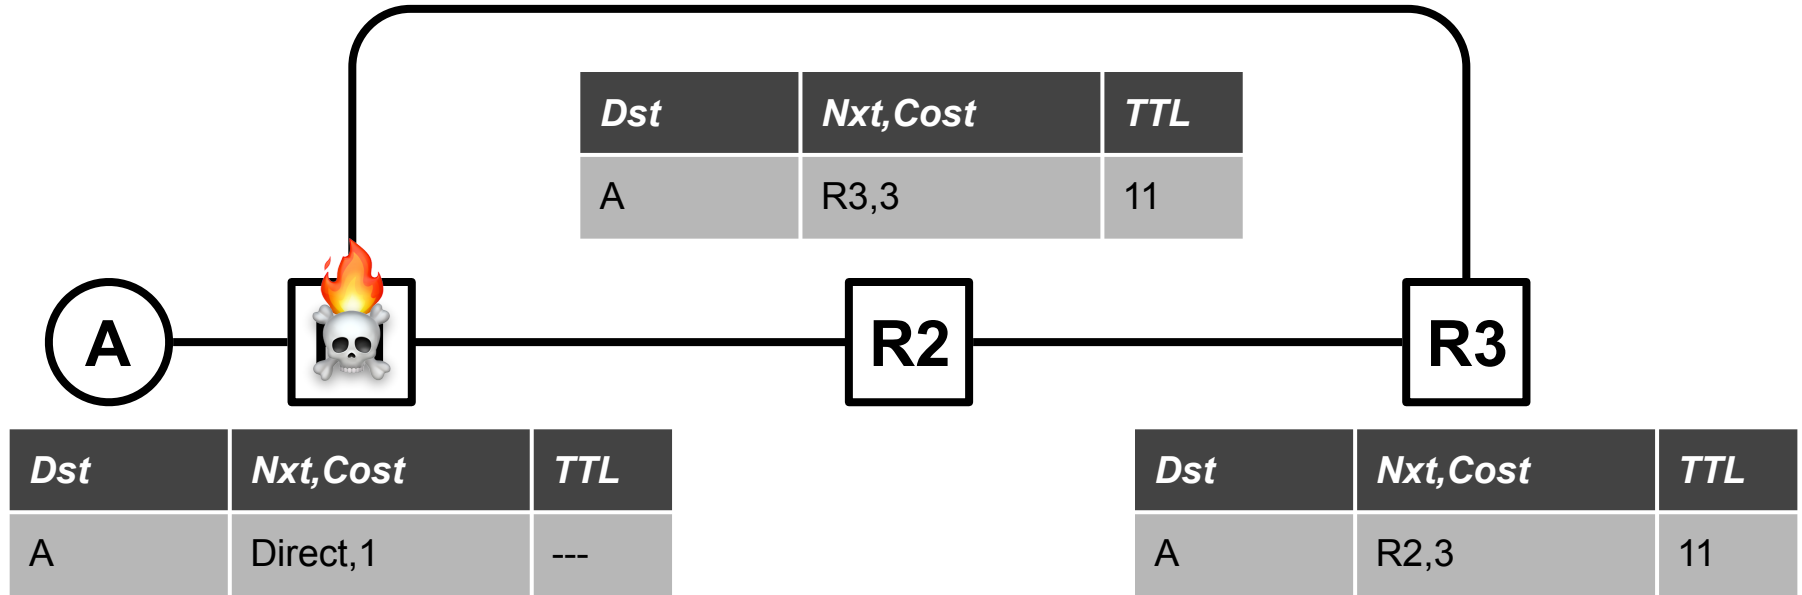 Dst Nxt,Cost TTL
A R3,3 11
A R2 R3
Dst Nxt,Cost TTL
A Direct,1 ---
Dst Nxt,Cost TTL
A R2,3 11